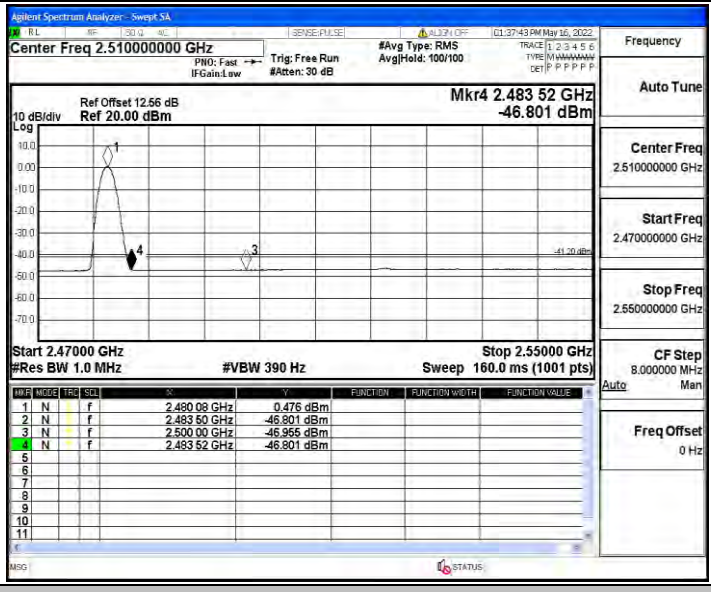 Agilent Spectrum Analyzer - Swept SA
RL RF 50 Ω AC SENSE:PULSE ALIGN OFF 01:37:43 PM May 16, 2022
Center Freq 2.510000000 GHz
PNO: Fast
IFGain:Low
Trig: Free Run
#Atten: 30 dB
#Avg Type: RMS
Avg|Hold: 100/100
TRACE 1 2 3 4 5 6
TYPE M W W W W W
DET P P P P P P
Ref Offset 12.56 dB
10 dB/div Ref 20.00 dBm
Log
Mkr4 2.483 52 GHz
-46.801 dBm
10.0
0.00
-10.0
-20.0
-30.0
-40.0
-50.0
-60.0
-70.0
1
4
3
-41.20 dBm
Start 2.47000 GHz Stop 2.55000 GHz
#Res BW 1.0 MHz #VBW 390 Hz Sweep 160.0 ms (1001 pts)
MKR MODE TRC SCL X Y FUNCTION FUNCTION WIDTH FUNCTION VALUE
1 N f 2.480 08 GHz 0.476 dBm
2 N f 2.483 50 GHz -46.801 dBm
3 N f 2.500 00 GHz -46.955 dBm
4 N f 2.483 52 GHz -46.801 dBm
5
6
7
8
9
10
11
MSG STATUS
Frequency
Auto Tune
Center Freq
2.510000000 GHz
Start Freq
2.470000000 GHz
Stop Freq
2.550000000 GHz
CF Step
8.000000 MHz
Auto Man
Freq Offset
0 Hz